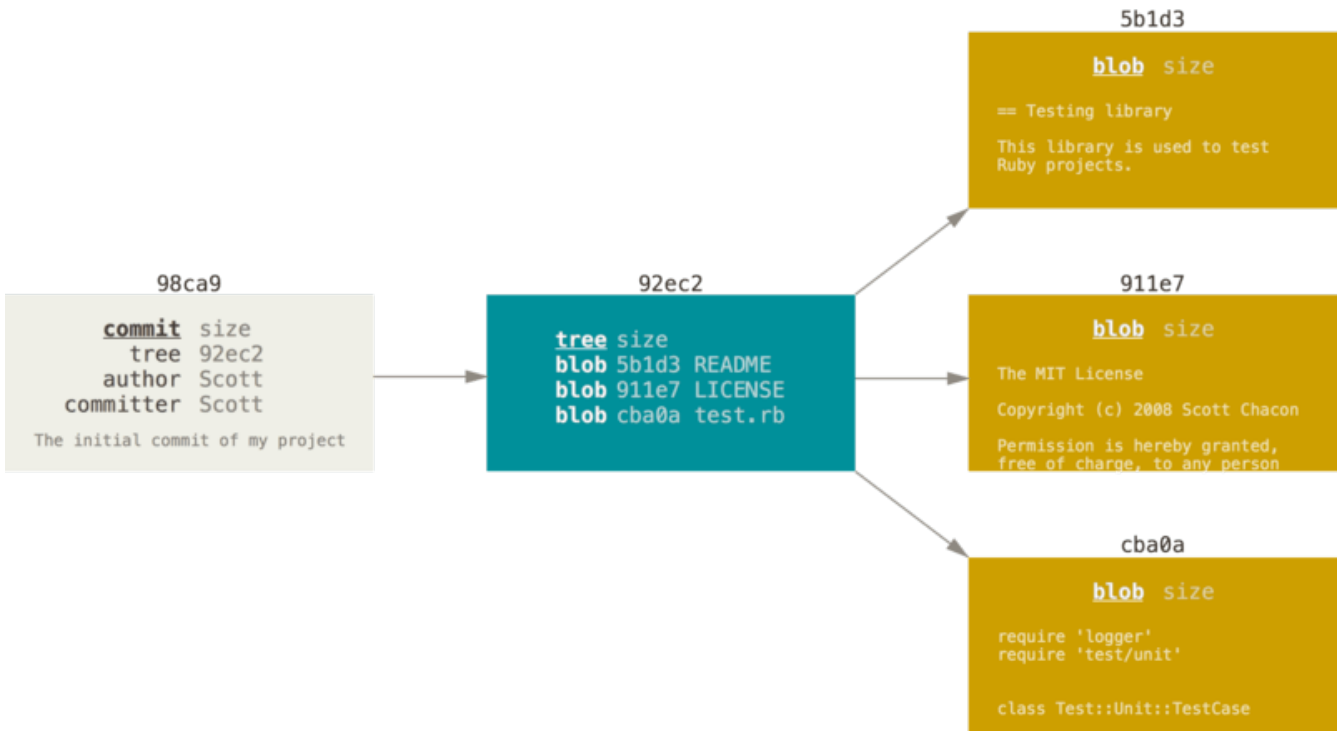 98ca9
commit size
tree 92ec2
author Scott
committer Scott
The initial commit of my project
92ec2
tree size
blob 5b1d3 README
blob 911e7 LICENSE
blob cba0a test.rb
5b1d3
blob size
== Testing library
This library is used to test
Ruby projects.
911e7
blob size
The MIT License
Copyright (c) 2008 Scott Chacon
Permission is hereby granted,
free of charge, to any person
cba0a
blob size
require 'logger'
require 'test/unit'
class Test::Unit::TestCase